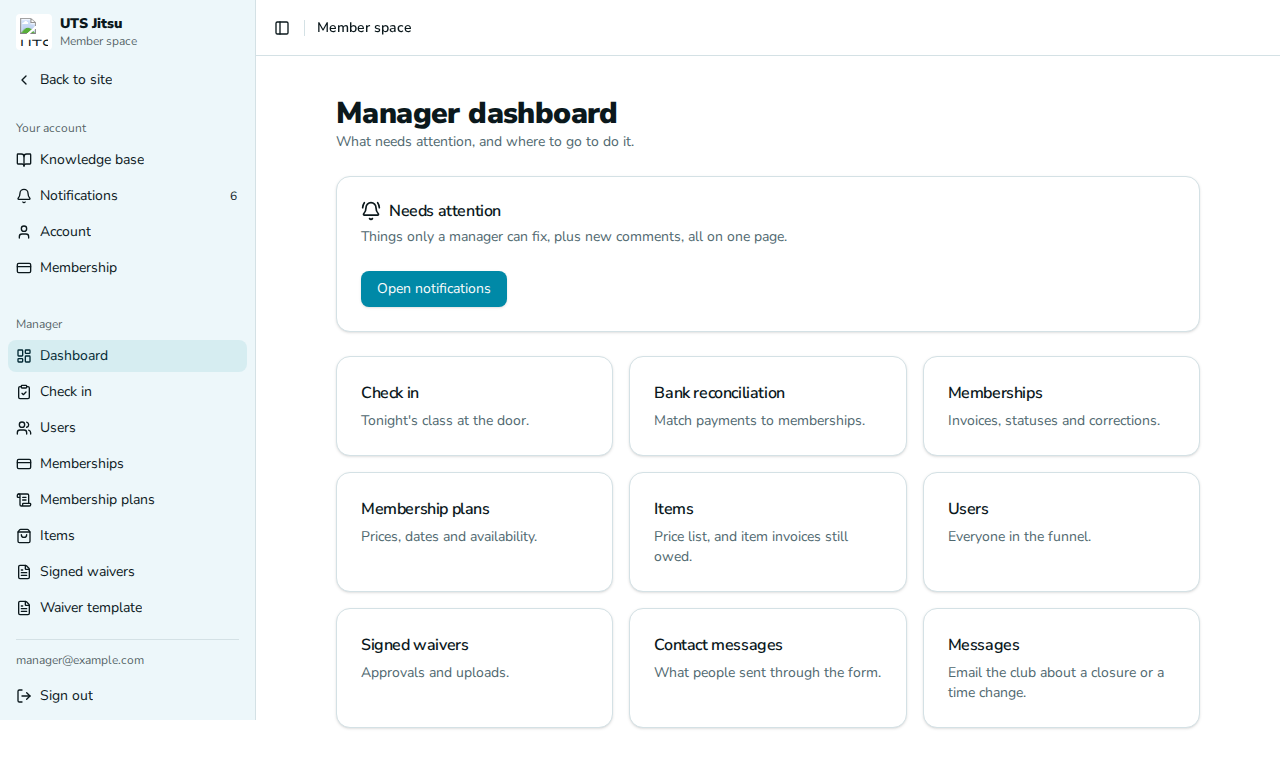 UTS Jitsu
Member space
Back to site
Your account
Knowledge base
Notifications 6
Account
Membership
Manager
Dashboard
Check in
Users
Memberships
Membership plans
Items
Signed waivers
Waiver template
manager@example.com
Sign out
Member space
Manager dashboard
What needs attention, and where to go to do it.
Needs attention
Things only a manager can fix, plus new comments, all on one page.
Open notifications
Check in
Tonight's class at the door.
Bank reconciliation
Match payments to memberships.
Memberships
Invoices, statuses and corrections.
Membership plans
Prices, dates and availability.
Items
Price list, and item invoices still
owed.
Users
Everyone in the funnel.
Signed waivers
Approvals and uploads.
Contact messages
What people sent through the form.
Messages
Email the club about a closure or a
time change.